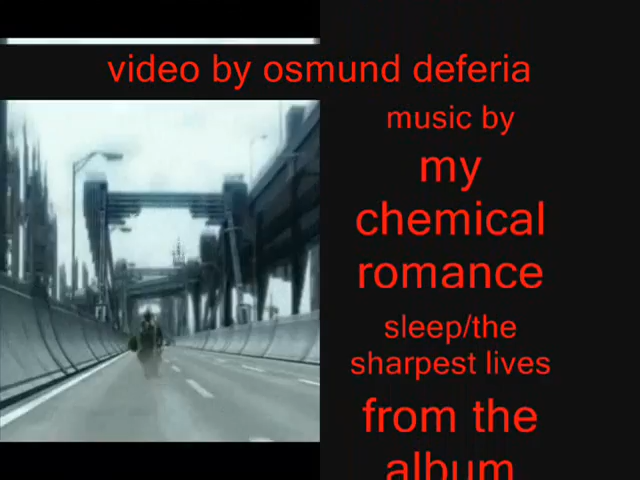 video by osmund deferia
music by
my
chemical
romance
sleep/the
sharpest lives
from the
album